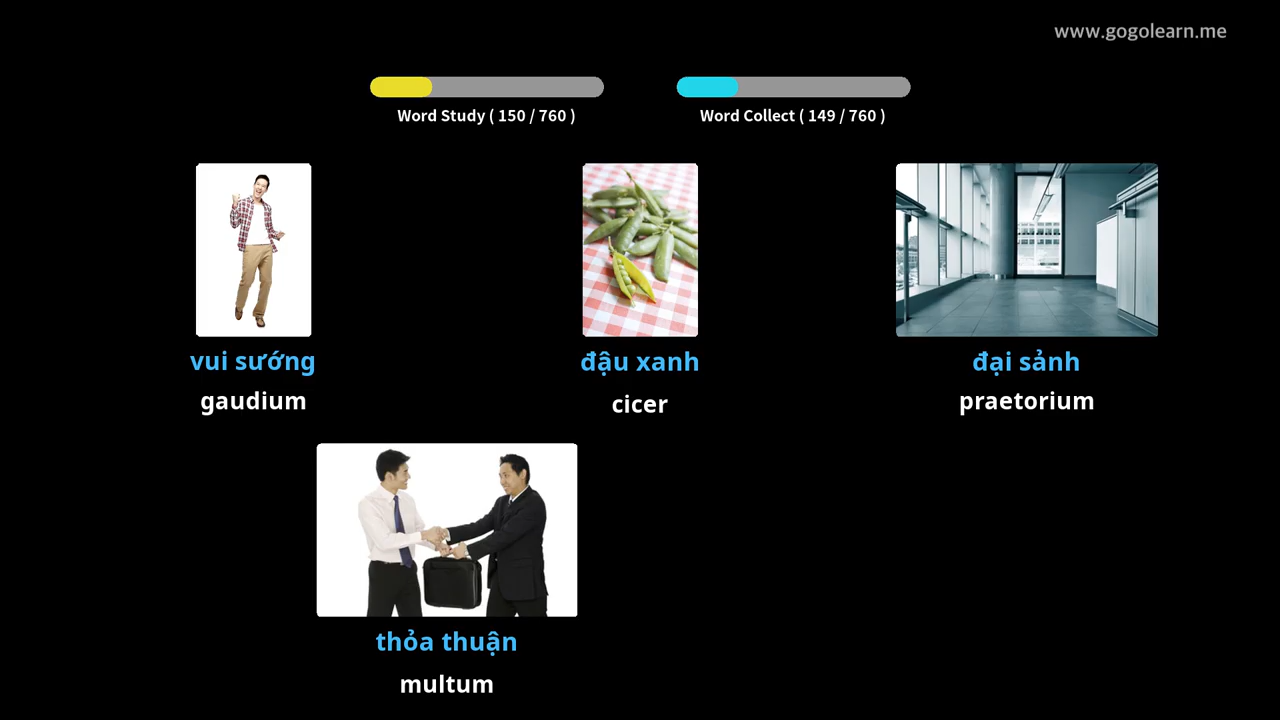 www.gogolearn.me
Word Study ( 150 / 760 )
Word Collect ( 149 / 760 )
vui sướng
gaudium
đậu xanh
cicer
đại sảnh
praetorium
thỏa thuận
multum